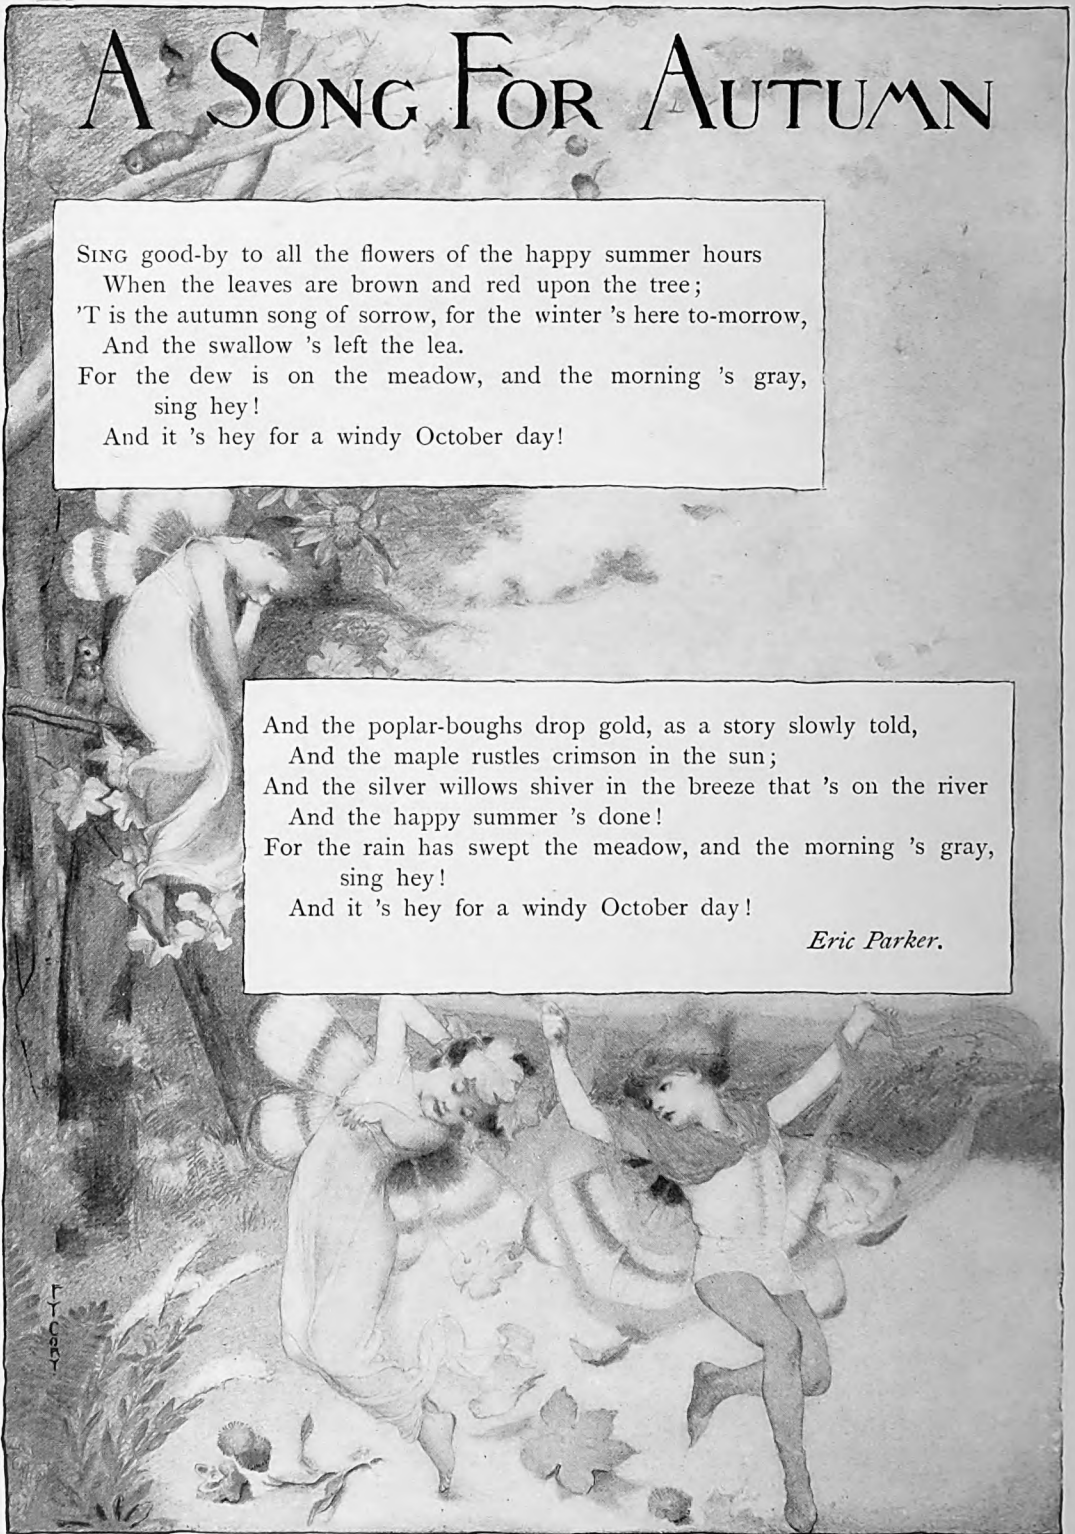 A SONG FOR AUTUMN
SING good-by to all the flowers of the happy summer hours
When the leaves are brown and red upon the tree;
'T is the autumn song of sorrow, for the winter 's here to-morrow,
And the swallow 's left the lea.
For the dew is on the meadow, and the morning 's gray,
sing hey!
And it 's hey for a windy October day!
And the poplar-boughs drop gold, as a story slowly told,
And the maple rustles crimson in the sun;
And the silver willows shiver in the breeze that 's on the river
And the happy summer 's done!
For the rain has swept the meadow, and the morning 's gray,
sing hey!
And it 's hey for a windy October day!
Eric Parker.
F Y CORY